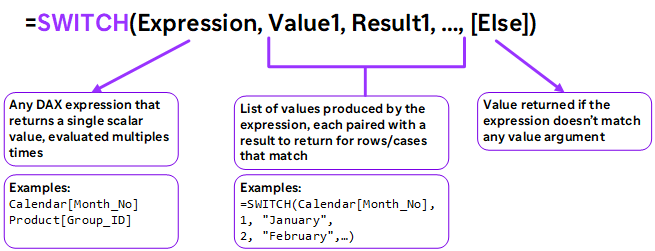 =SWITCH(Expression, Value1, Result1, ..., [Else])
Any DAX expression that
returns a single scalar
value, evaluated multiples
times
List of values produced by the
expression, each paired with a
result to return for rows/cases
that match
Value returned if the
expression doesn't match
any value argument
Examples:
Calendar[Month_No]
Product[Group_ID]
Examples:
=SWITCH(Calendar[Month_No],
1, "January",
2, "February",…)